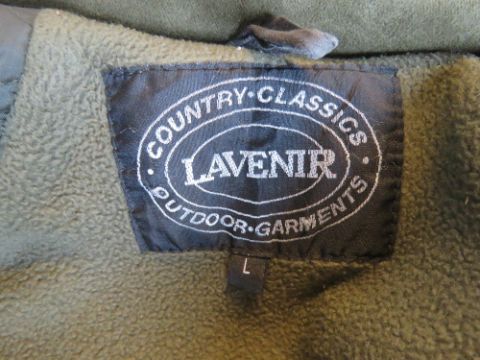 COUNTRY·CLASSICS
LAVENIR
OUTDOOR·GARMENTS
L